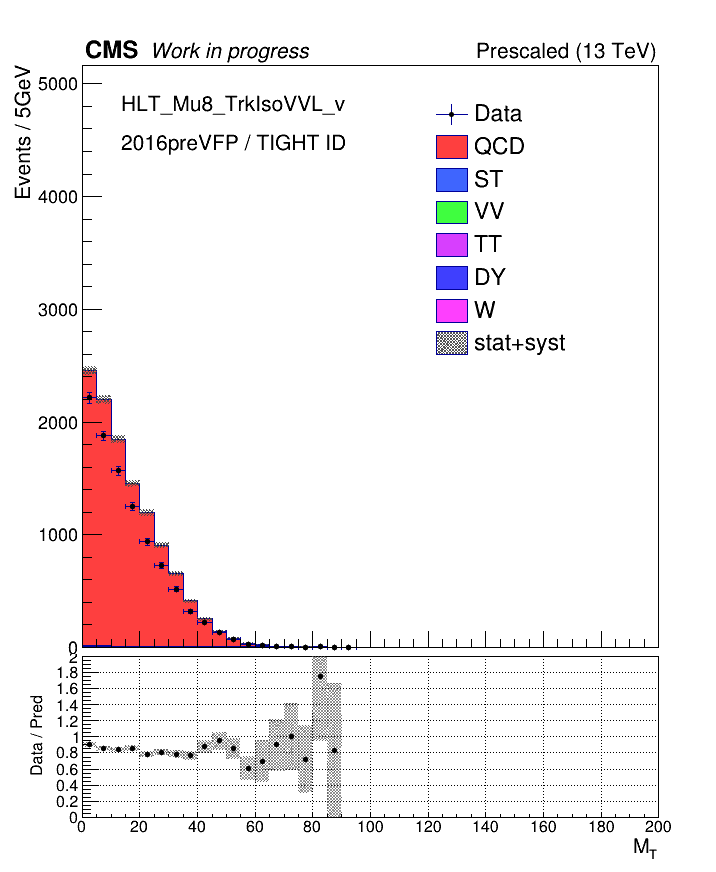 CMS Work in progress Prescaled (13 TeV)
Events / 5GeV
5000
4000
3000
2000
1000
0
HLT_Mu8_TrkIsoVVL_v
2016preVFP / TIGHT ID
Data
QCD
ST
VV
TT
DY
W
stat+syst
Data / Pred
2
1.8
1.6
1.4
1.2
1
0.8
0.6
0.4
0.2
0
0 20 40 60 80 100 120 140 160 180 200
M_T